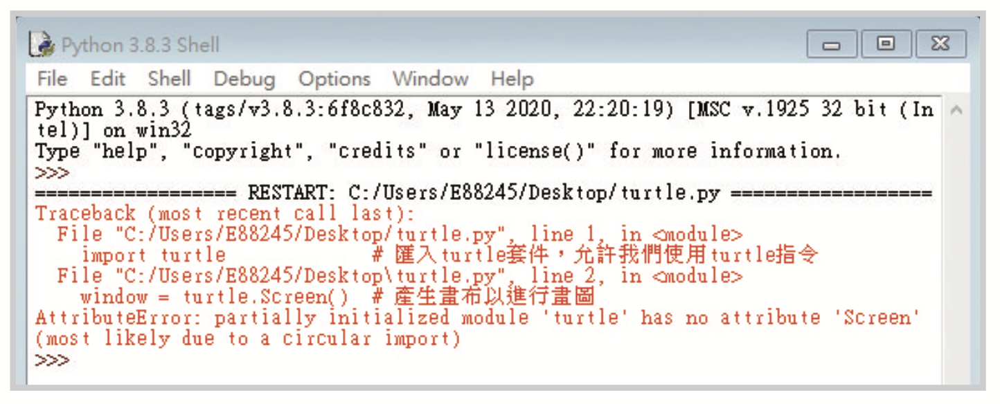 Python 3.8.3 Shell
File Edit Shell Debug Options Window Help
Python 3.8.3 (tags/v3.8.3:6f8c832, May 13 2020, 22:20:19) [MSC v.1925 32 bit (In
tel)] on win32
Type "help", "copyright", "credits" or "license()" for more information.
>>>
================== RESTART: C:/Users/E88245/Desktop/turtle.py ==================
Traceback (most recent call last):
  File "C:/Users/E88245/Desktop/turtle.py", line 1, in <module>
    import turtle             # 匯入turtle套件，允許我們使用turtle指令
  File "C:/Users/E88245/Desktop\turtle.py", line 2, in <module>
    window = turtle.Screen()  # 產生畫布以進行畫圖
AttributeError: partially initialized module 'turtle' has no attribute 'Screen'
(most likely due to a circular import)
>>>